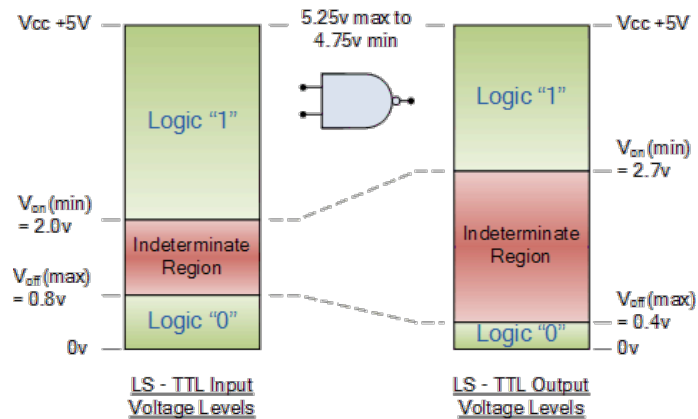 Vcc +5V
5.25v max to
4.75v min
Vcc +5V
Logic “1”
Logic “1”
Von(min)
= 2.0v
Von(min)
= 2.7v
Indeterminate
Region
Indeterminate
Region
Voff(max)
= 0.8v
Voff(max)
= 0.4v
Logic “0”
Logic “0”
0v
0v
LS - TTL Input
Voltage Levels
LS - TTL Output
Voltage Levels